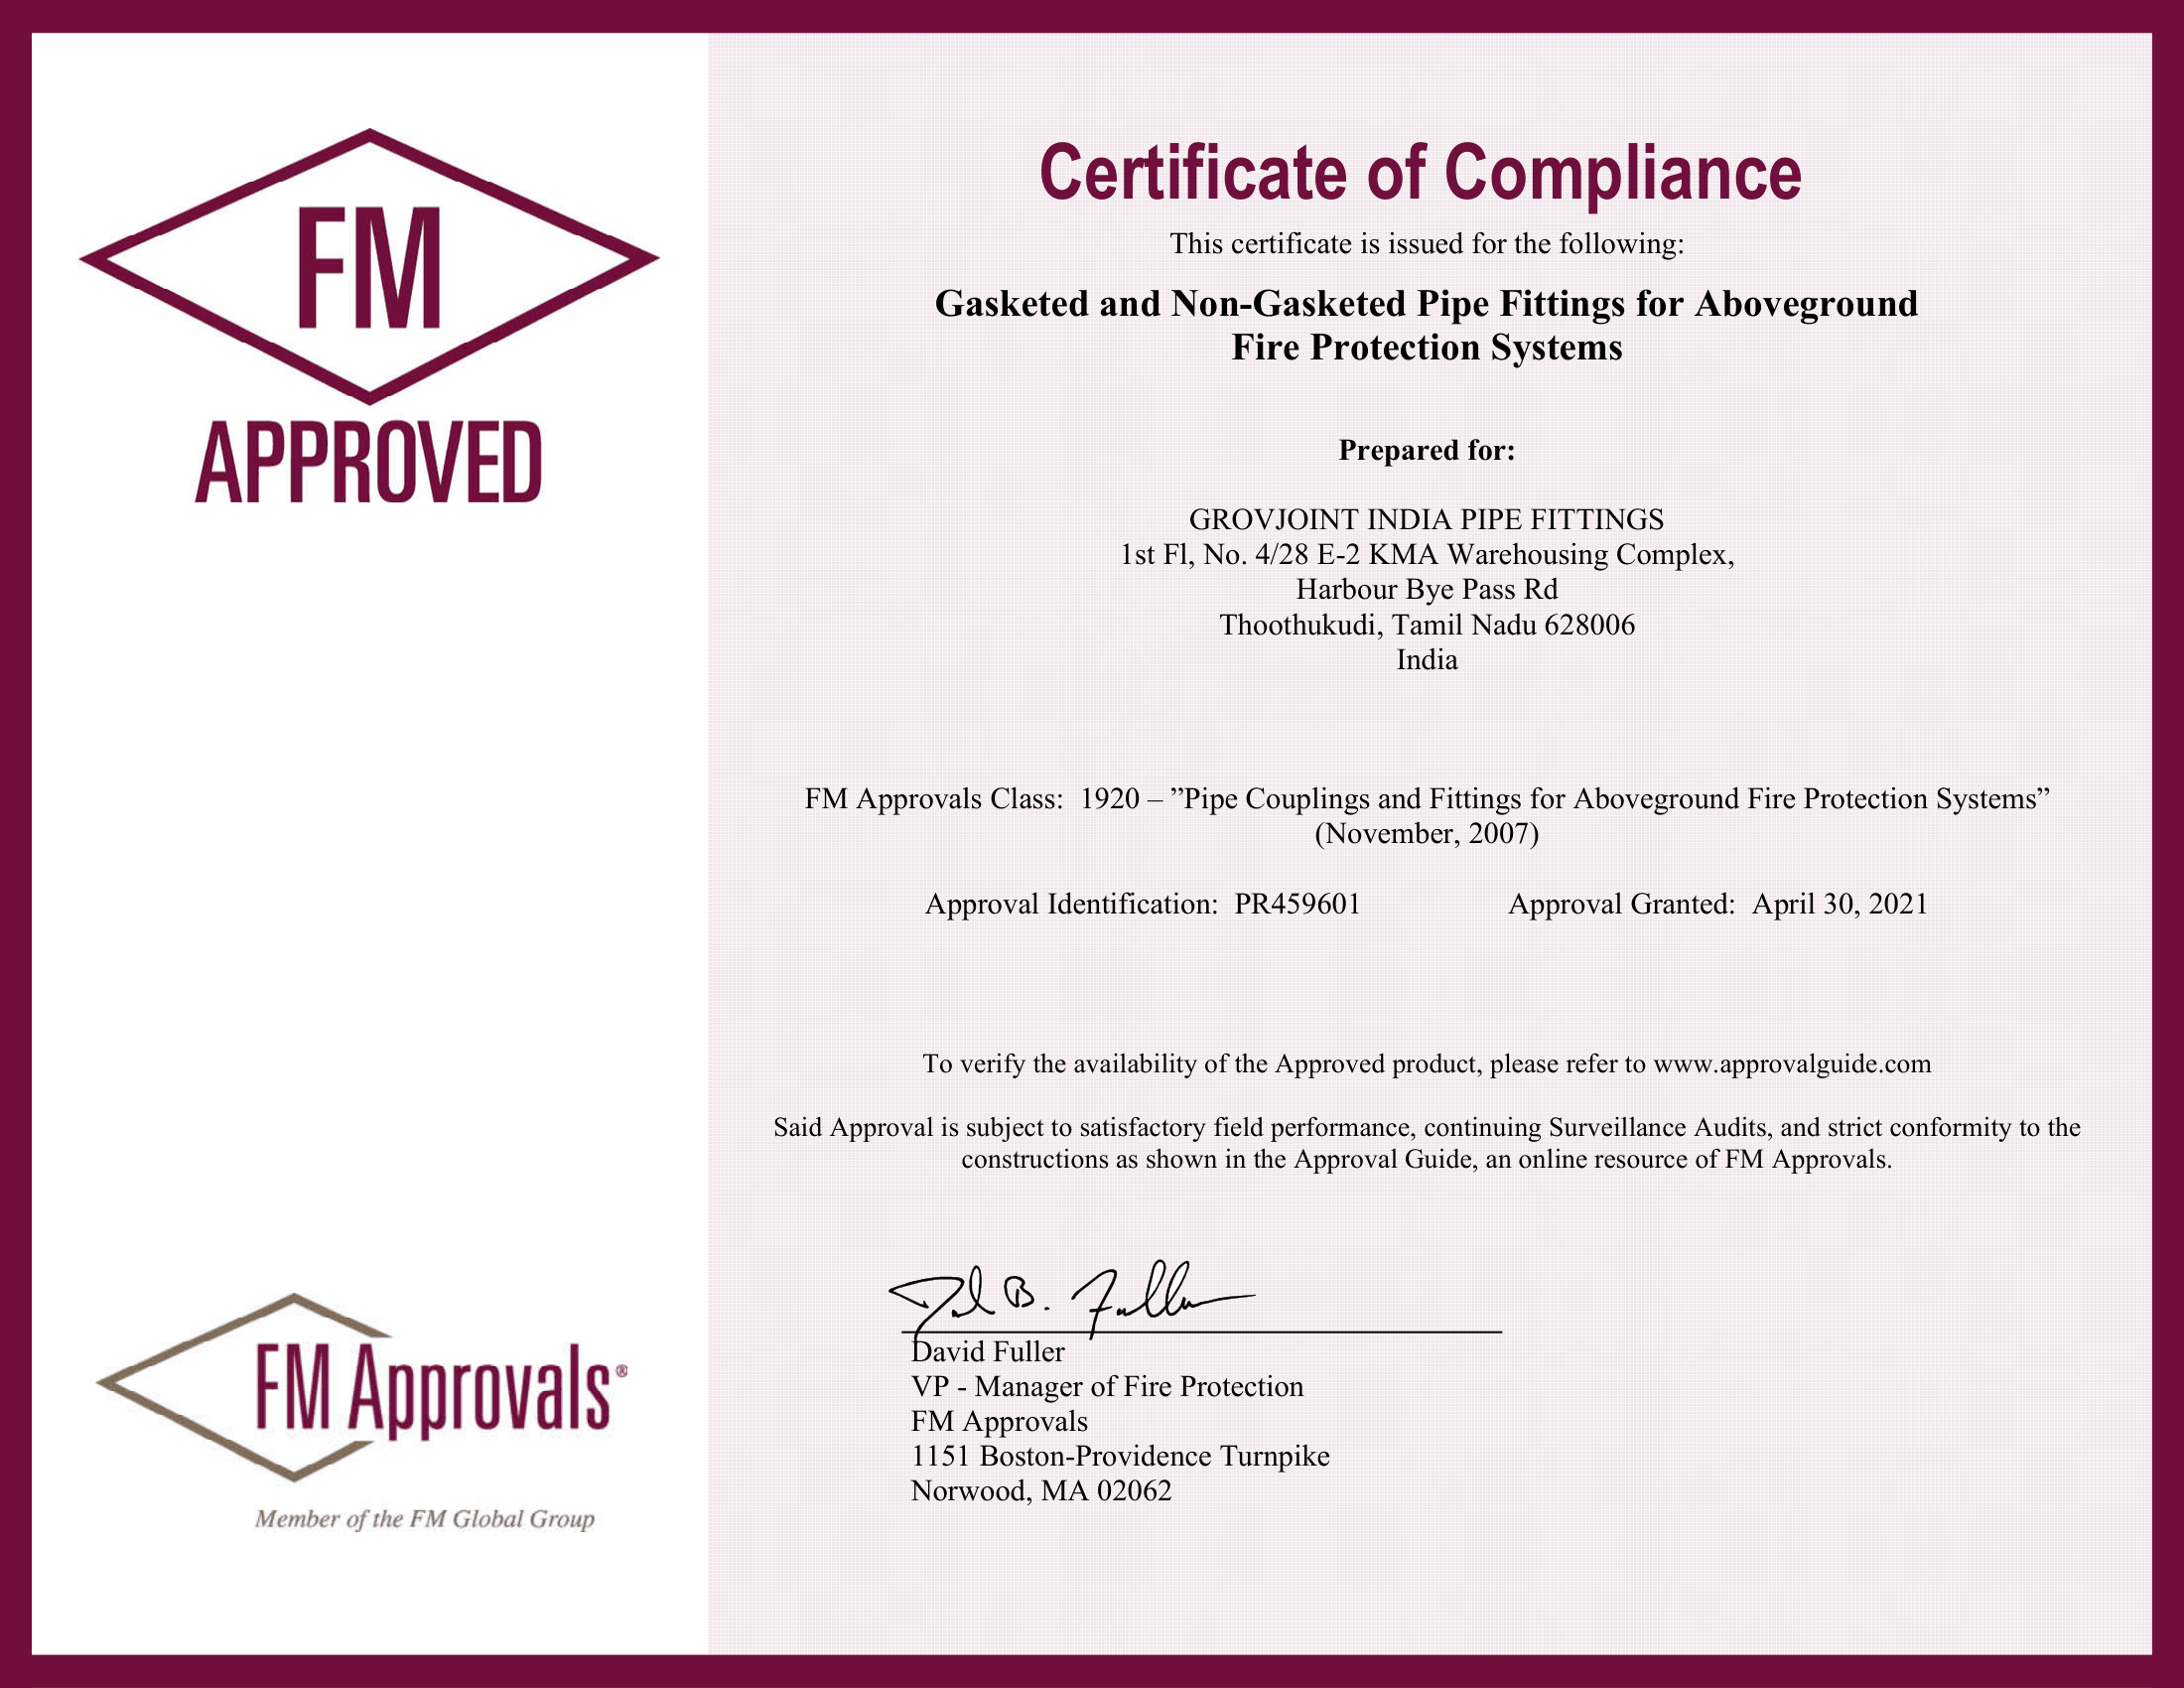 FM
APPROVED
Certificate of Compliance
This certificate is issued for the following:
Gasketed and Non-Gasketed Pipe Fittings for Aboveground
Fire Protection Systems
Prepared for:
GROVJOINT INDIA PIPE FITTINGS
1st Fl, No. 4/28 E-2 KMA Warehousing Complex,
Harbour Bye Pass Rd
Thoothukudi, Tamil Nadu 628006
India
FM Approvals Class:  1920 – ”Pipe Couplings and Fittings for Aboveground Fire Protection Systems”
(November, 2007)
Approval Identification:  PR459601 Approval Granted:  April 30, 2021
To verify the availability of the Approved product, please refer to www.approvalguide.com
Said Approval is subject to satisfactory field performance, continuing Surveillance Audits, and strict conformity to the
constructions as shown in the Approval Guide, an online resource of FM Approvals.
David B. Fuller
David Fuller
VP - Manager of Fire Protection
FM Approvals
1151 Boston-Providence Turnpike
Norwood, MA 02062
FM Approvals®
Member of the FM Global Group